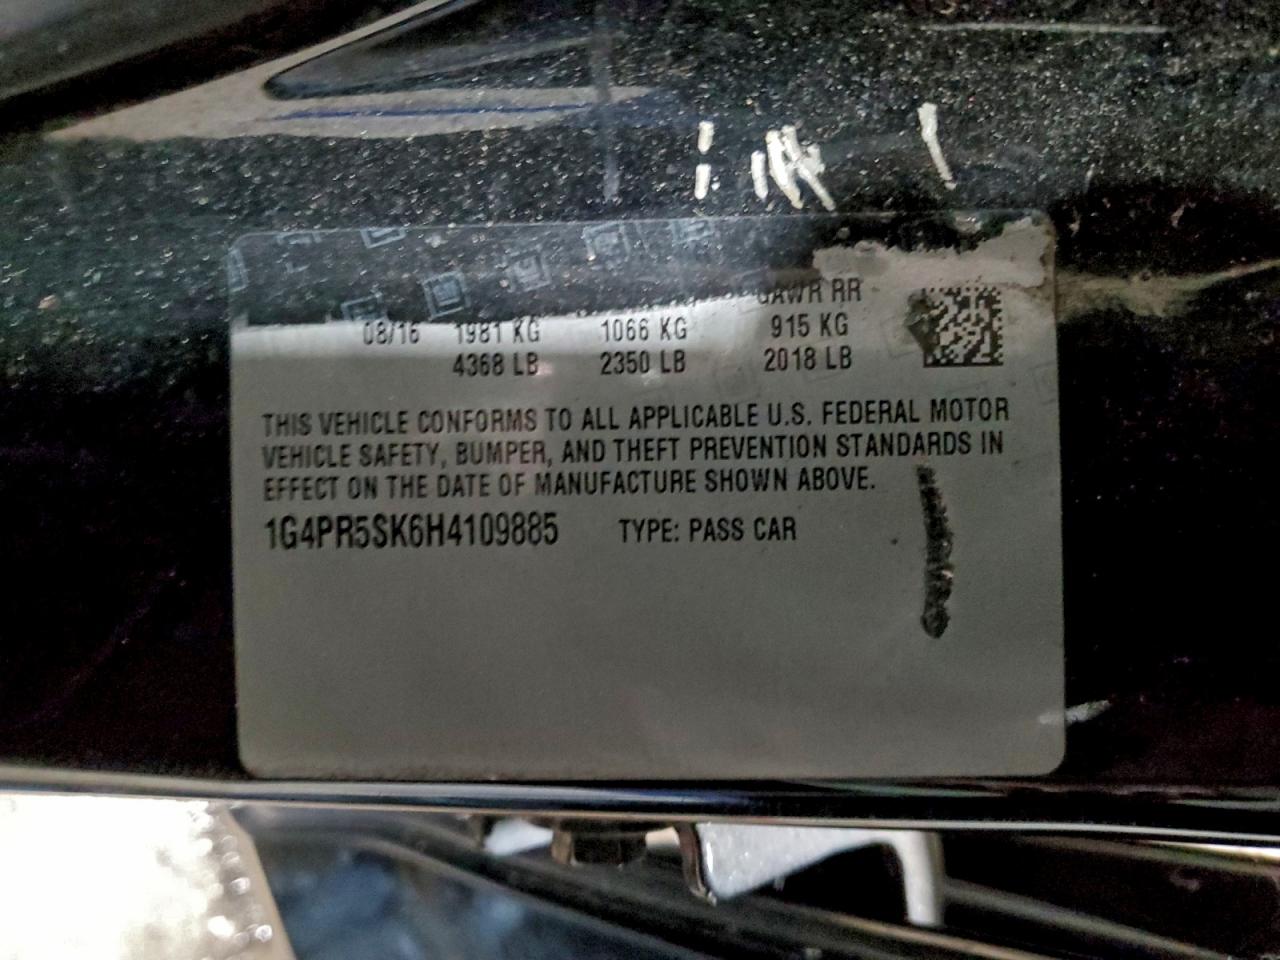 GAWR RR
08/16 1981 KG 1066 KG 915 KG
4368 LB 2350 LB 2018 LB
THIS VEHICLE CONFORMS TO ALL APPLICABLE U.S. FEDERAL MOTOR
VEHICLE SAFETY, BUMPER, AND THEFT PREVENTION STANDARDS IN
EFFECT ON THE DATE OF MANUFACTURE SHOWN ABOVE.
1G4PR5SK6H4109885 TYPE: PASS CAR